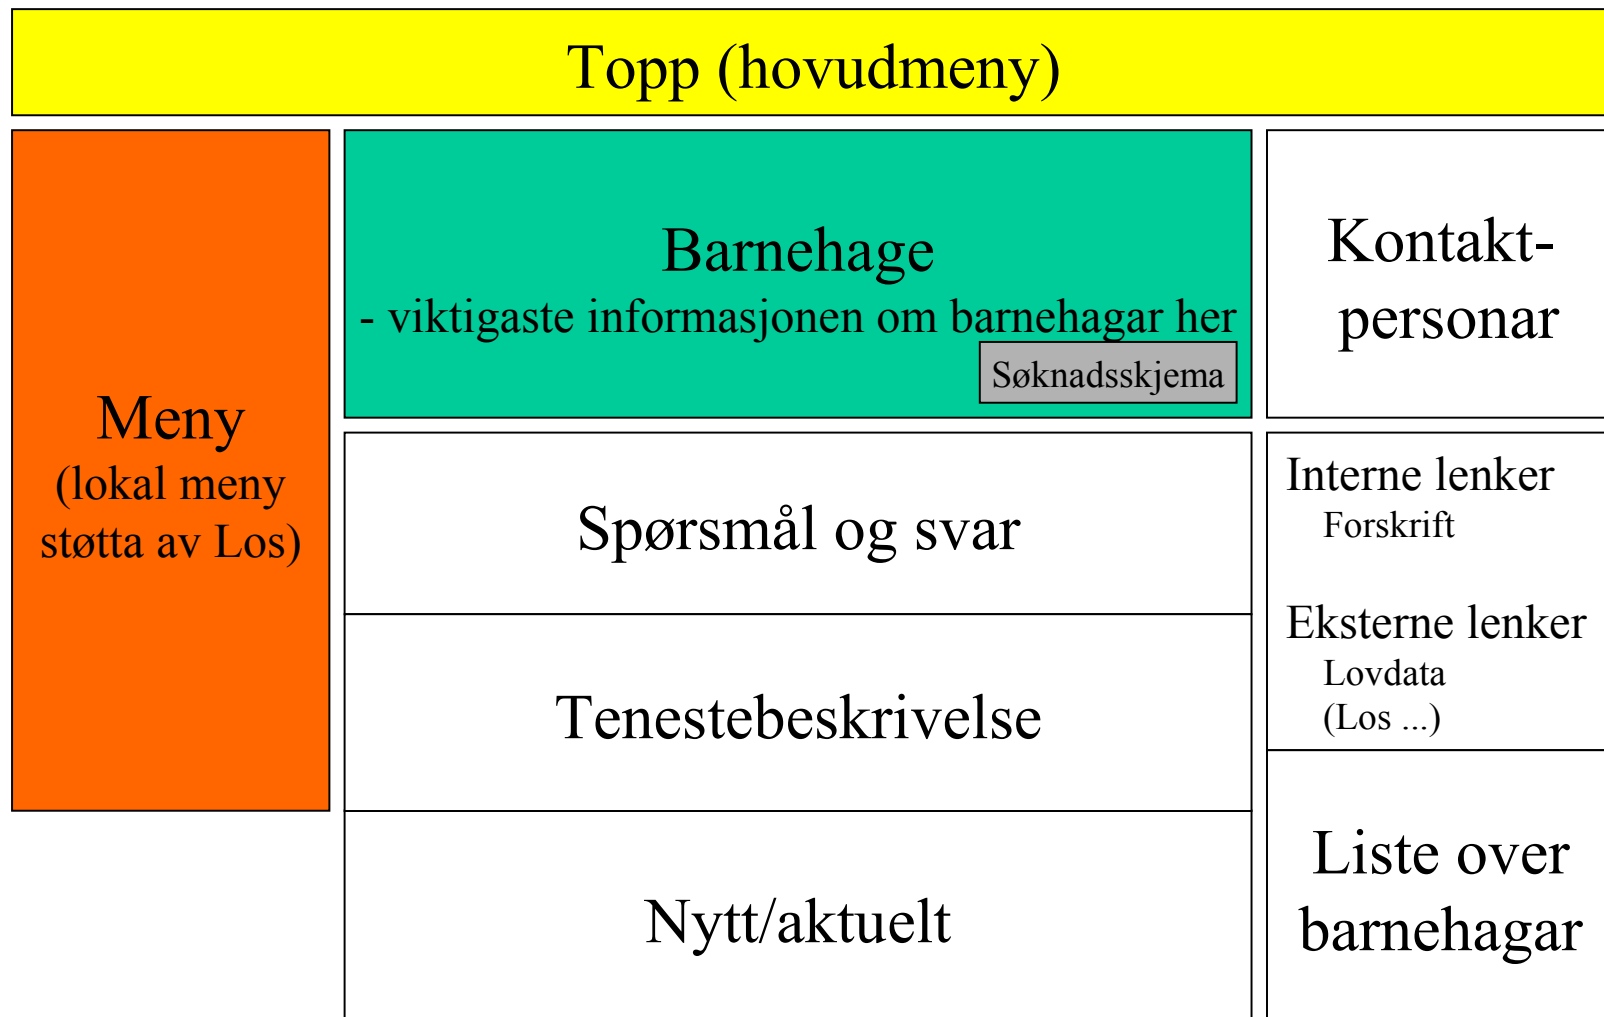 Topp (hovudmeny)
Meny
(lokal meny
støtta av Los)
Barnehage
- viktigaste informasjonen om barnehagar her
Søknadsskjema
Spørsmål og svar
Tenestebeskrivelse
Nytt/aktuelt
Kontakt-
personar
Interne lenker
Forskrift
Eksterne lenker
Lovdata
(Los ...)
Liste over
barnehagar